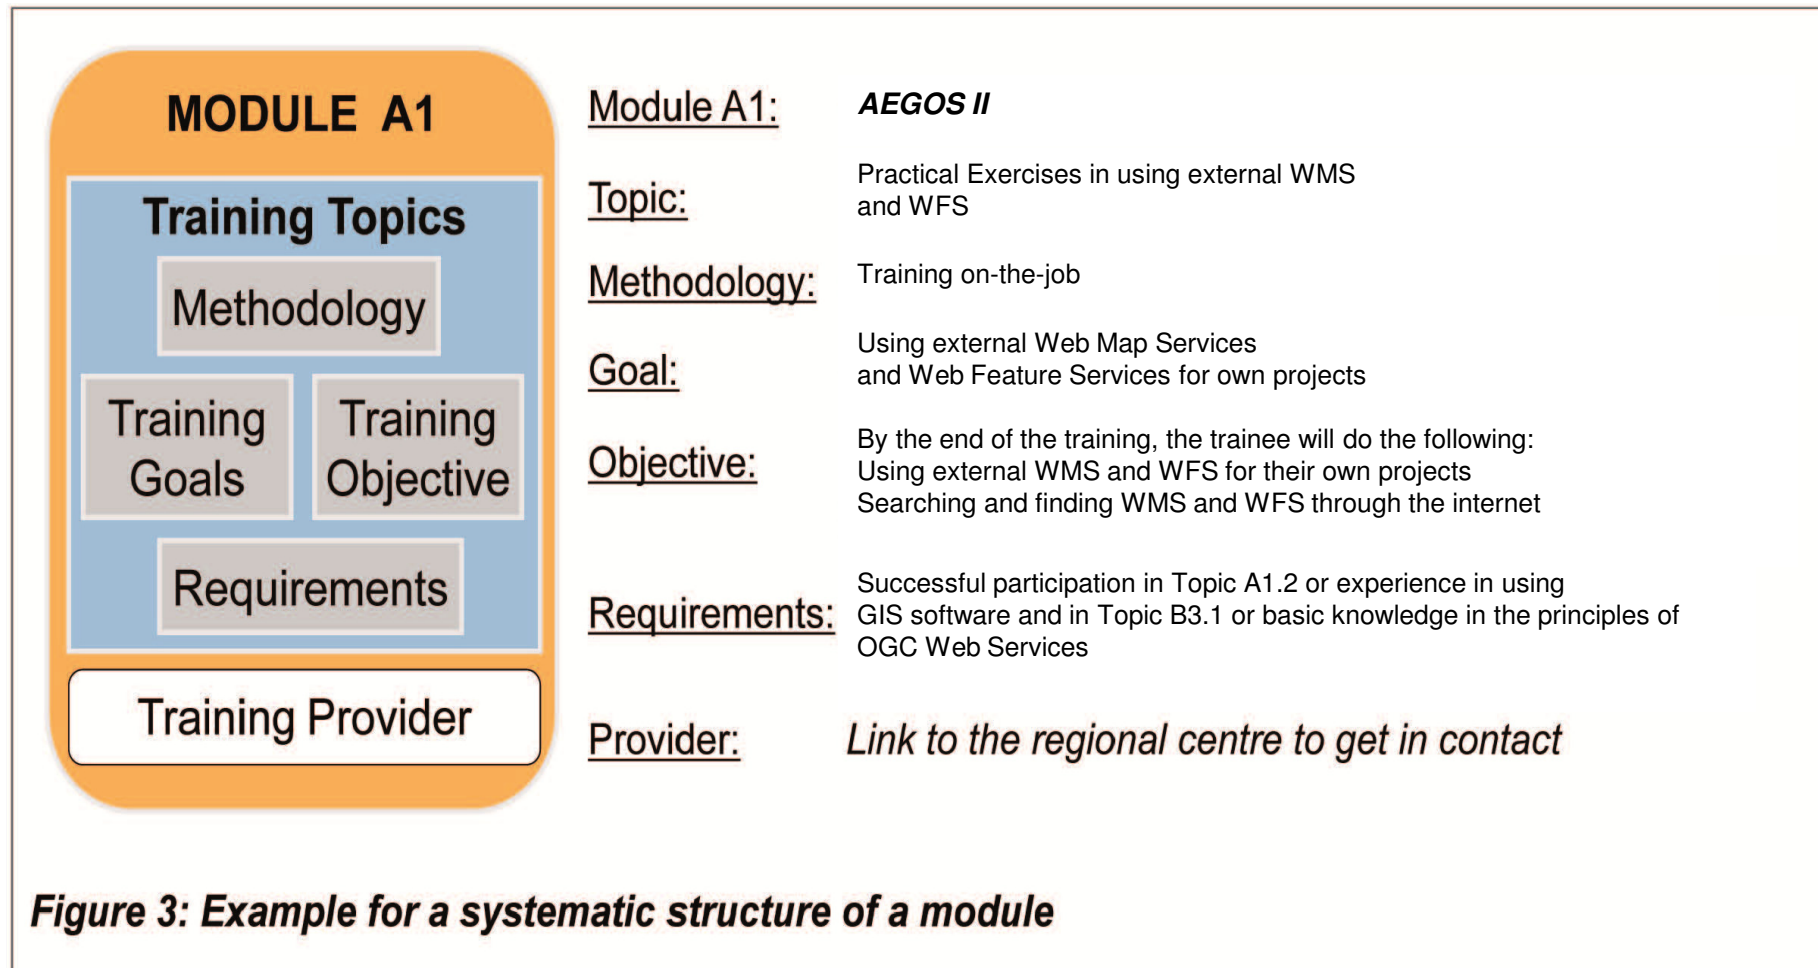 MODULE A1
Training Topics
Methodology
Training
Goals
Training
Objective
Requirements
Training Provider
Module A1: AEGOS II
Topic: Practical Exercises in using external WMS
and WFS
Methodology: Training on-the-job
Goal: Using external Web Map Services
and Web Feature Services for own projects
Objective: By the end of the training, the trainee will do the following:
Using external WMS and WFS for their own projects
Searching and finding WMS and WFS through the internet
Requirements: Successful participation in Topic A1.2 or experience in using
GIS software and in Topic B3.1 or basic knowledge in the principles of
OGC Web Services
Provider: Link to the regional centre to get in contact
Figure 3: Example for a systematic structure of a module